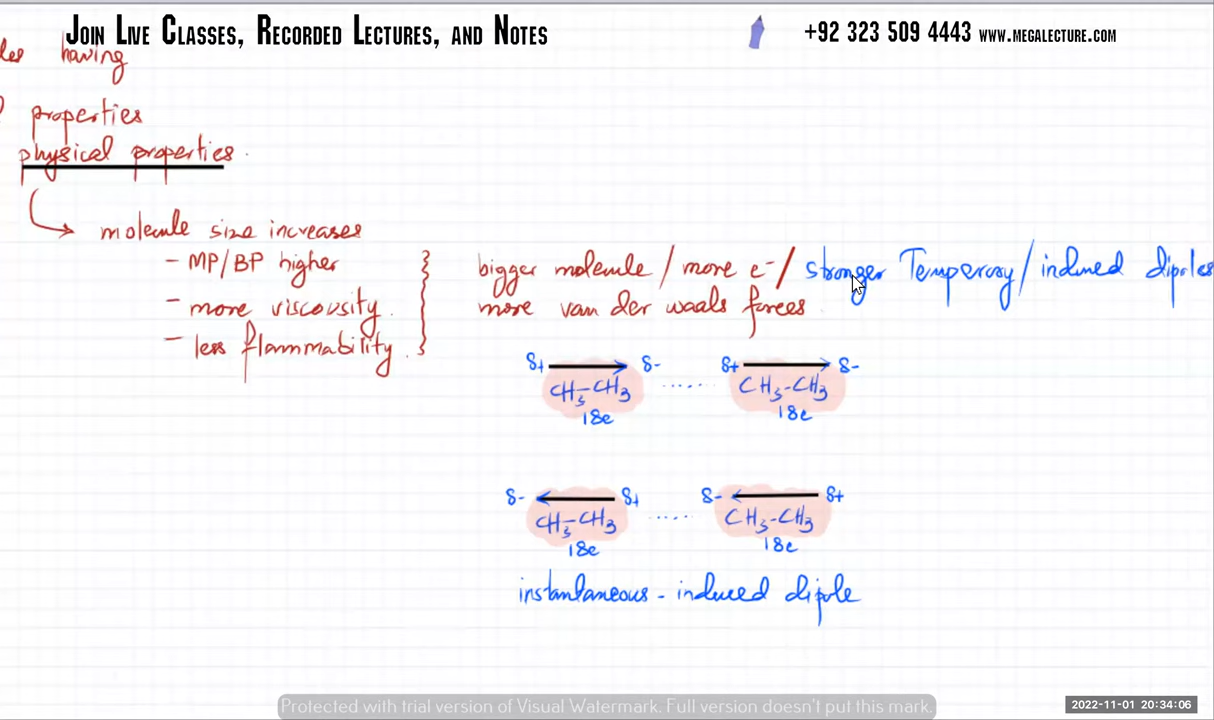 JOIN LIVE CLASSES, RECORDED LECTURES, AND NOTES
+92 323 509 4443 WWW.MEGALECTURE.COM
having
properties
physical properties.
molecule size increases
- MP/BP higher
- more viscosity.
- less flammability.
bigger molecule / more e- / stronger Temperory / induced dipoles
more van der waals forces.
δ+ δ- δ+ δ-
CH3-CH3 ...... CH3-CH3
18e 18e
δ- δ+ δ- δ+
CH3-CH3 ...... CH3-CH3
18e 18e
instantaneous - induced dipole
Protected with trial version of Visual Watermark. Full version doesn't put this mark.
2022-11-01 20:34:06